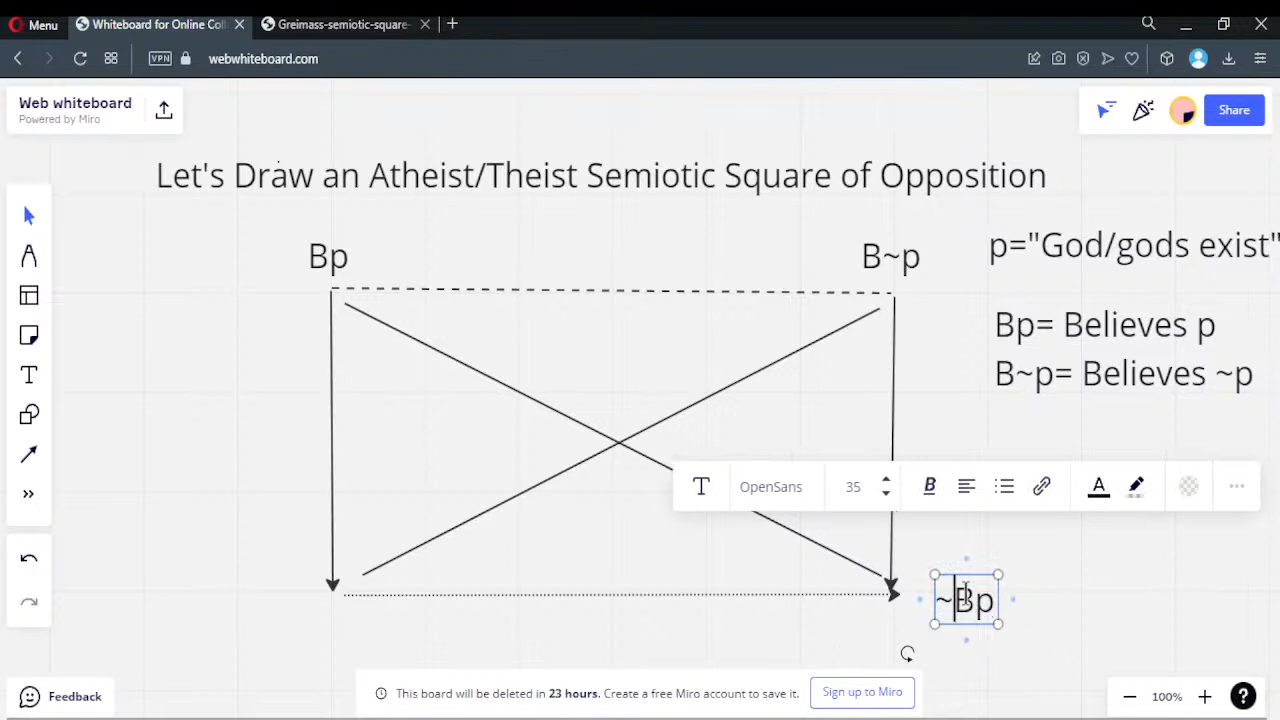 Menu
Whiteboard for Online Col
Greimass-semiotic-square-
VPN
webwhiteboard.com
Web whiteboard
Powered by Miro
Share
Let's Draw an Atheist/Theist Semiotic Square of Opposition
Bp
B~p
p="God/gods exist"
Bp= Believes p
B~p= Believes ~p
T
OpenSans
35
B
A
~Bp
Feedback
This board will be deleted in 23 hours. Create a free Miro account to save it.
Sign up to Miro
100%